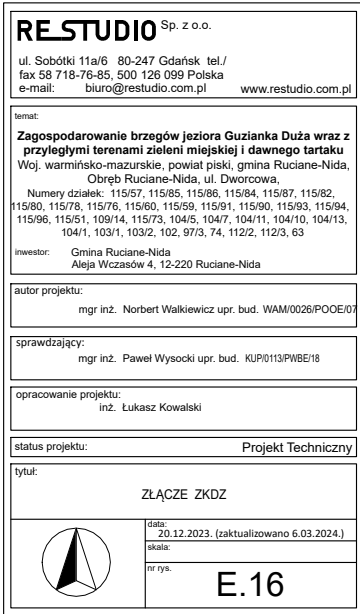 RE_STUDIO Sp. z o.o.
ul. Sobótki 11a/6 80-247 Gdańsk tel./
fax 58 718-76-85, 500 126 099 Polska
e-mail: biuro@restudio.com.pl www.restudio.com.pl
temat:
Zagospodarowanie brzegów jeziora Guzianka Duża wraz z
przyległymi terenami zieleni miejskiej i dawnego tartaku
Woj. warmińsko-mazurskie, powiat piski, gmina Ruciane-Nida,
Obręb Ruciane-Nida, ul. Dworcowa,
Numery działek: 115/57, 115/85, 115/86, 115/84, 115/87, 115/82,
115/80, 115/78, 115/76, 115/60, 115/59, 115/91, 115/90, 115/93, 115/94,
115/96, 115/51, 109/14, 115/73, 104/5, 104/7, 104/11, 104/10, 104/13,
104/1, 103/1, 103/2, 102, 97/3, 74, 112/2, 112/3, 63
inwestor: Gmina Ruciane-Nida
Aleja Wczasów 4, 12-220 Ruciane-Nida
autor projektu:
mgr inż. Norbert Walkiewicz upr. bud. WAM/0026/POOE/07
sprawdzający:
mgr inż. Paweł Wysocki upr. bud. KUP/0113/PWBE/18
opracowanie projektu:
inż. Łukasz Kowalski
status projektu: Projekt Techniczny
tytuł:
ZŁĄCZE ZKDZ
data:
20.12.2023. (zaktualizowano 6.03.2024.)
skala:
nr rys.
E.16